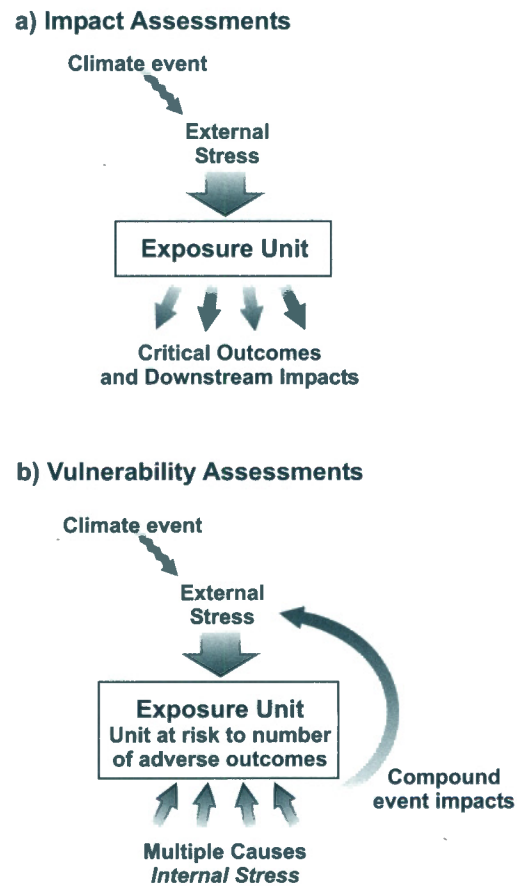 a) Impact Assessments
Climate event
External
Stress
Exposure Unit
Critical Outcomes
and Downstream Impacts
b) Vulnerability Assessments
Climate event
External
Stress
Exposure Unit
Unit at risk to number
of adverse outcomes
Compound
event impacts
Multiple Causes
Internal Stress